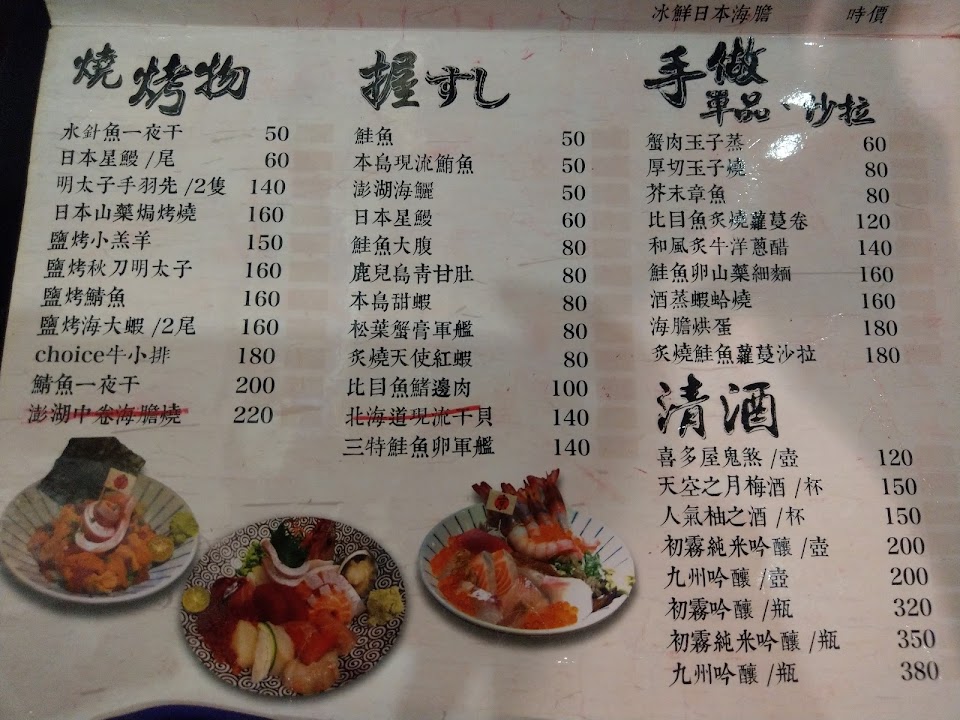 冰鮮日本海膽 時價
燒烤物
水針魚一夜干 50
日本星鰻 /尾 60
明太子手羽先 /2隻 140
日本山藥焗烤燒 160
鹽烤小羔羊 150
鹽烤秋刀明太子 160
鹽烤鯖魚 160
鹽烤海大蝦 /2尾 160
choice牛小排 180
鯖魚一夜干 200
澎湖中卷海膽燒 220
握すし
鮭魚 50
本島現流鮪魚 50
澎湖海鱺 50
日本星鰻 60
鮭魚大腹 80
鹿兒島青甘肚 80
本島甜蝦 80
松葉蟹膏軍艦 80
炙燒天使紅蝦 80
比目魚鰭邊肉 100
北海道現流干貝 140
三特鮭魚卵軍艦 140
手做
單品、沙拉
蟹肉玉子蒸 60
厚切玉子燒 80
芥末章魚 80
比目魚炙燒蘿蔓卷 120
和風炙牛洋蔥醋 140
鮭魚卵山藥細麵 160
酒蒸蝦蛤燒 160
海膽烘蛋 180
炙燒鮭魚蘿蔓沙拉 180
清酒
喜多屋鬼煞 /壺 120
天空之月梅酒 /杯 150
人氣柚之酒 /杯 150
初霧純米吟釀 /壺 200
九州吟釀 /壺 200
初霧吟釀 /瓶 320
初霧純米吟釀 /瓶 350
九州吟釀 /瓶 380